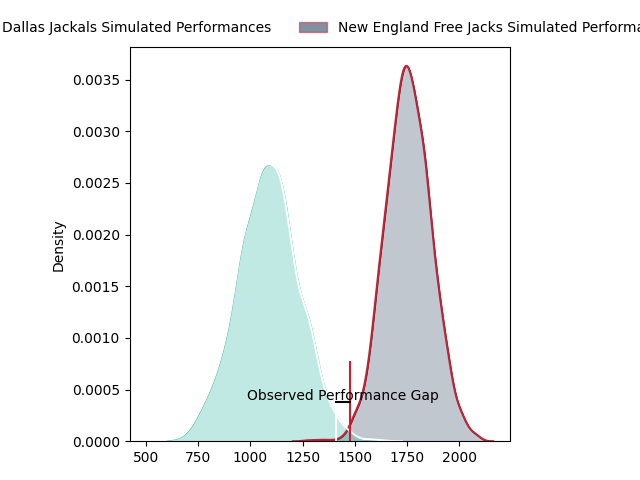 Dallas Jackals Simulated Performances
New England Free Jacks Simulated Performa
0.0035
0.0030
0.0025
0.0020
0.0015
0.0010
0.0005
0.0000
Density
Observed Performance Gap
500 750 1000 1250 1500 1750 2000